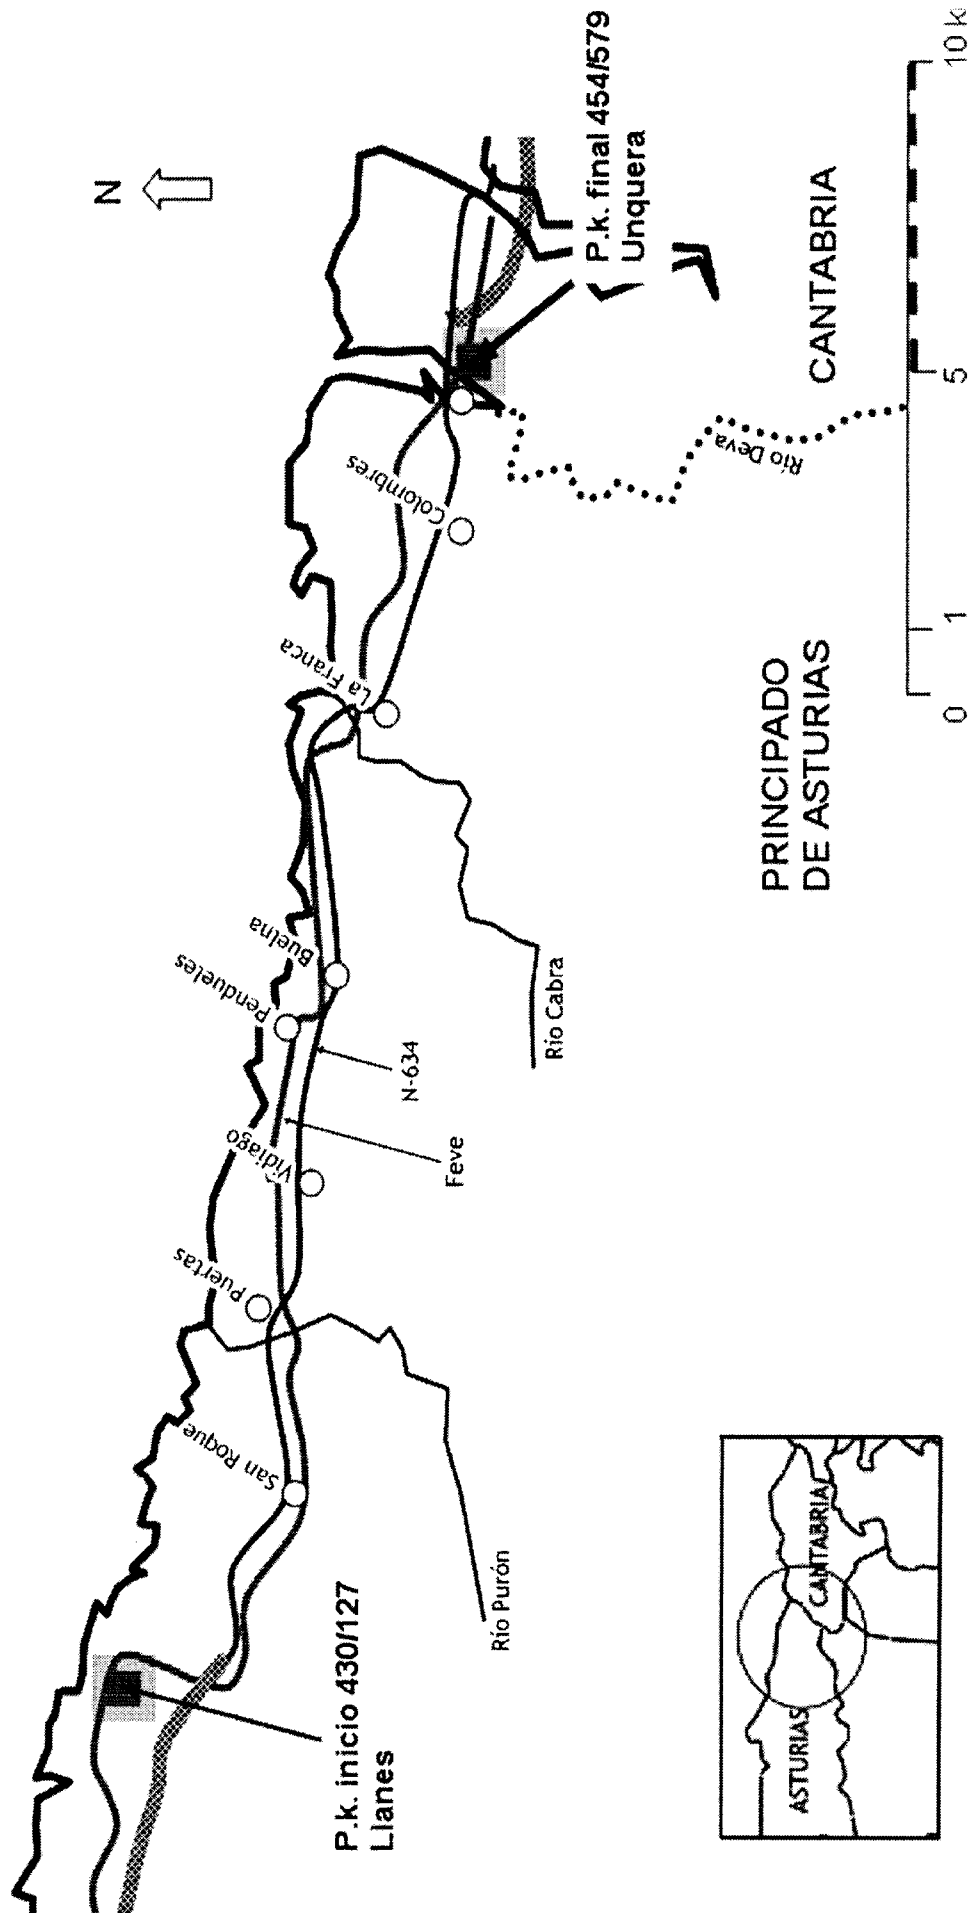 N
P.k. inicio 430/127
Llanes
San Roque
Puertas
Vidiago
Pendueles
Buelna
La Franca
Colombres
P.k. final 454/579
Unquera
N-634
Feve
Río Purón
Río Cabra
Río Deva
PRINCIPADO
DE ASTURIAS
CANTABRIA
0 1 5 10 k
ASTURIAS
CANTABRIA